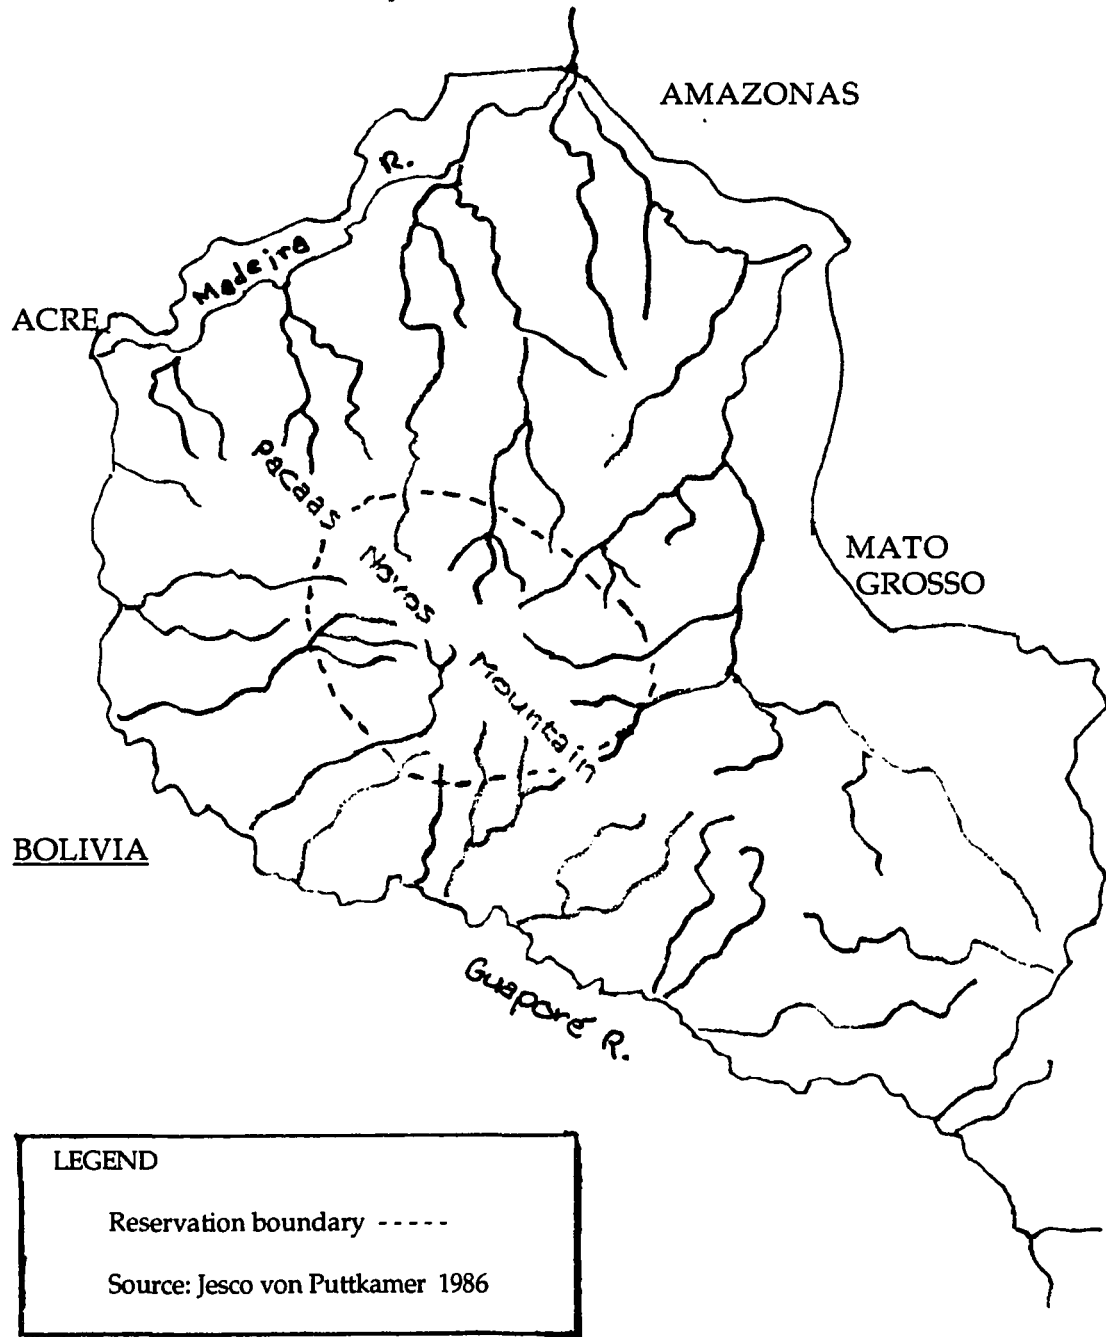 AMAZONAS
R.
Madeira
ACRE
Pacaas
Novos
Mountain
MATO
GROSSO
BOLIVIA
Guaporé R.
LEGEND
Reservation boundary -----
Source: Jesco von Puttkamer 1986